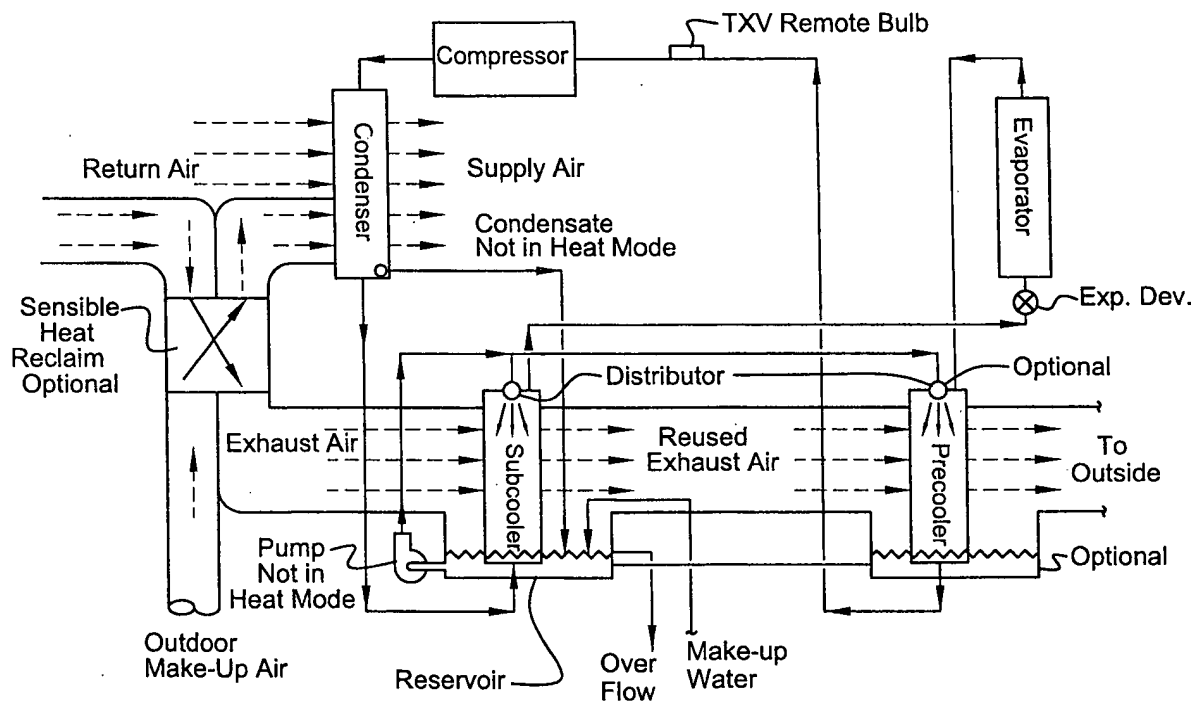 TXV Remote Bulb
Compressor
Condenser
Evaporator
Return Air
Supply Air
Condensate
Not in Heat Mode
Sensible
Heat
Reclaim
Optional
Exp. Dev.
Distributor
Optional
Exhaust Air
Subcooler
Reused
Exhaust Air
Precooler
To
Outside
Pump
Not in
Heat Mode
Optional
Outdoor
Make-Up Air
Reservoir
Over
Flow
Make-up
Water